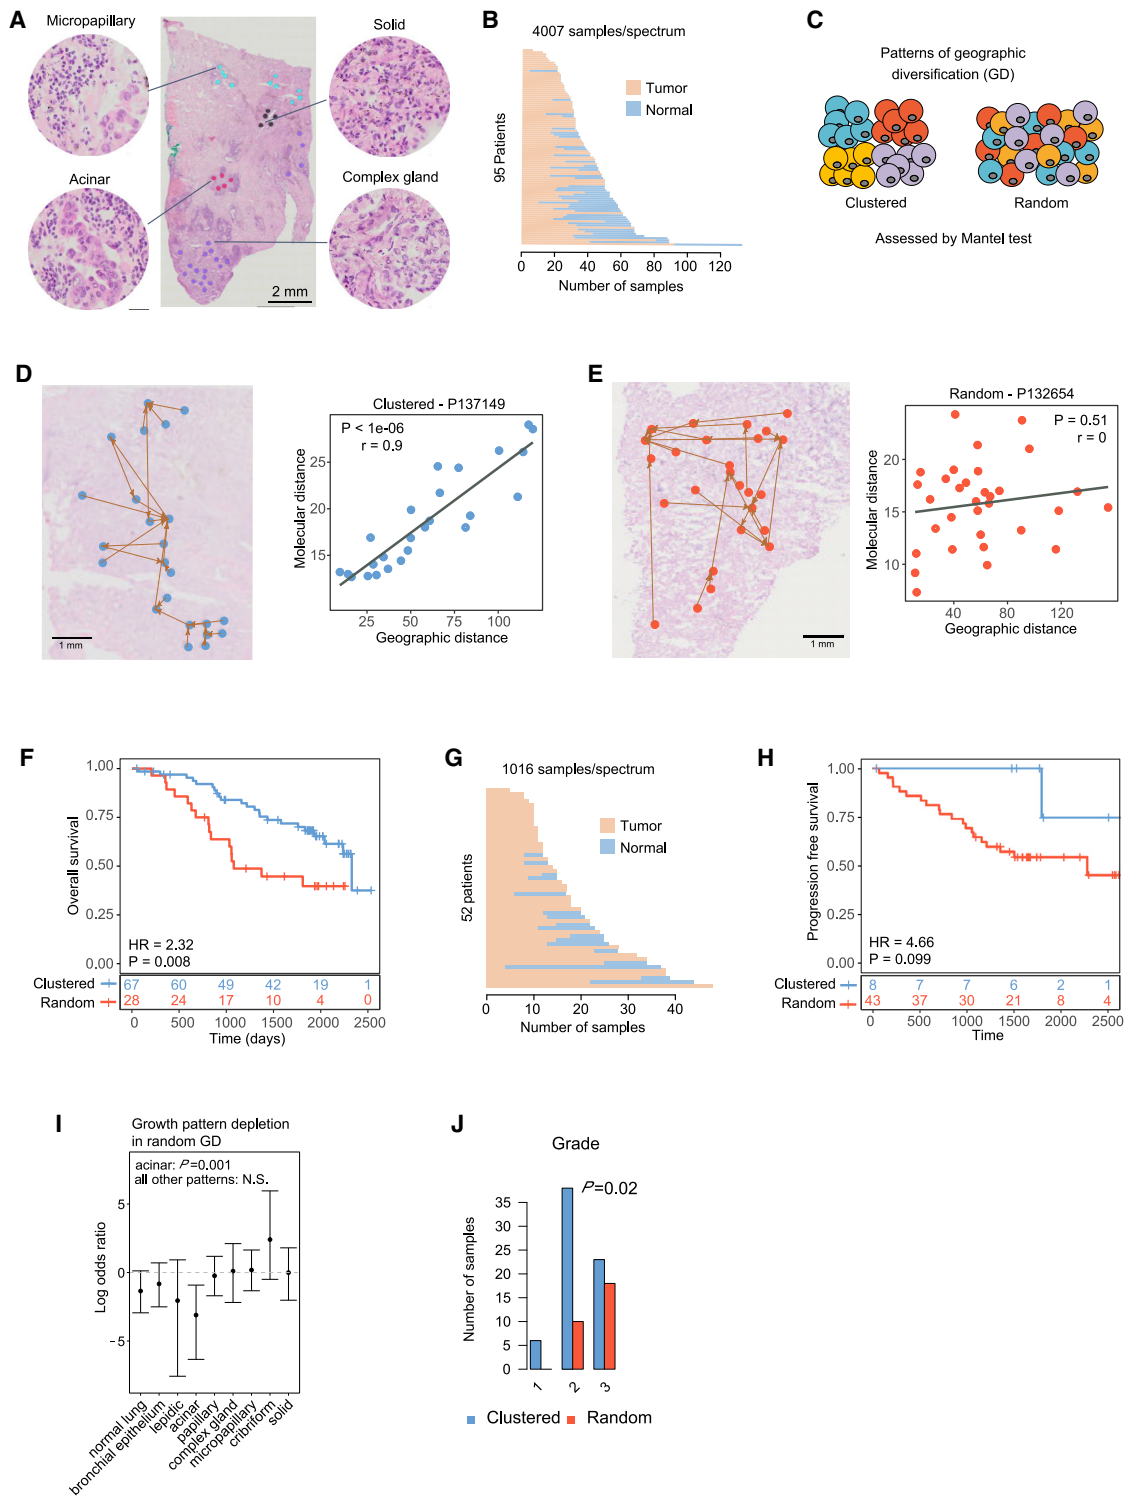 A
Micropapillary
Solid
Acinar
Complex gland
2 mm
B
4007 samples/spectrum
Tumor
Normal
95 Patients
0 20 40 60 80 100 120
Number of samples
C
Patterns of geographic
diversification (GD)
Clustered
Random
Assessed by Mantel test
D
1 mm
Clustered - P137149
P < 1e-06
r = 0.9
Molecular distance
25
20
15
25 50 75 100
Geographic distance
E
1 mm
Random - P132654
P = 0.51
r = 0
Molecular distance
20
15
10
40 80 120
Geographic distance
F
Overall survival
1.00
0.75
0.50
0.25
0.00
HR = 2.32
P = 0.008
Clustered 67 60 49 42 19 1
Random 28 24 17 10 4 0
0 500 1000 1500 2000 2500
Time (days)
G
1016 samples/spectrum
Tumor
Normal
52 patients
0 10 20 30 40
Number of samples
H
Progression free survival
1.00
0.75
0.50
0.25
0.00
HR = 4.66
P = 0.099
Clustered 8 7 7 6 2 1
Random 43 37 30 21 8 4
0 500 1000 1500 2000 2500
Time
I
Growth pattern depletion
in random GD
acinar: P=0.001
all other patterns: N.S.
Log odds ratio
5
0
−5
normal lung
bronchial epithelium
lepidic
acinar
papillary
complex gland
micropapillary
cribriform
solid
J
Grade
P=0.02
Number of samples
35
30
25
20
15
10
5
0
1 2 3
Clustered Random